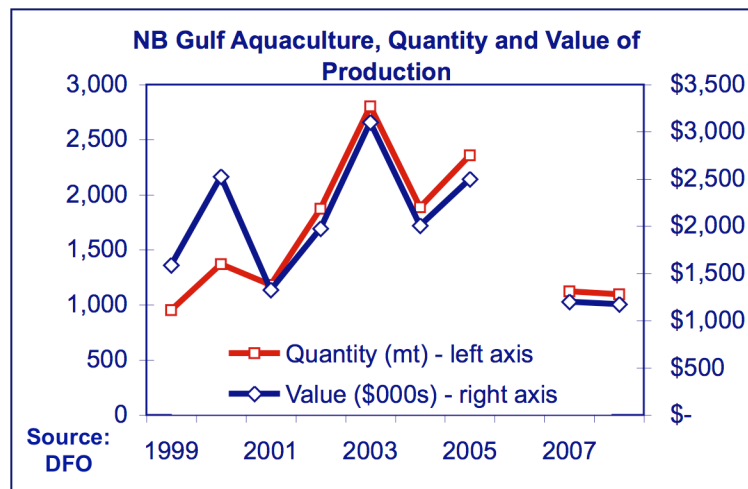 NB Gulf Aquaculture, Quantity and Value of
Production
3,000
2,500
2,000
1,500
1,000
500
0
$3,500
$3,000
$2,500
$2,000
$1,500
$1,000
$500
$-
Quantity (mt) - left axis
Value ($000s) - right axis
1999 2001 2003 2005 2007
Source:
DFO